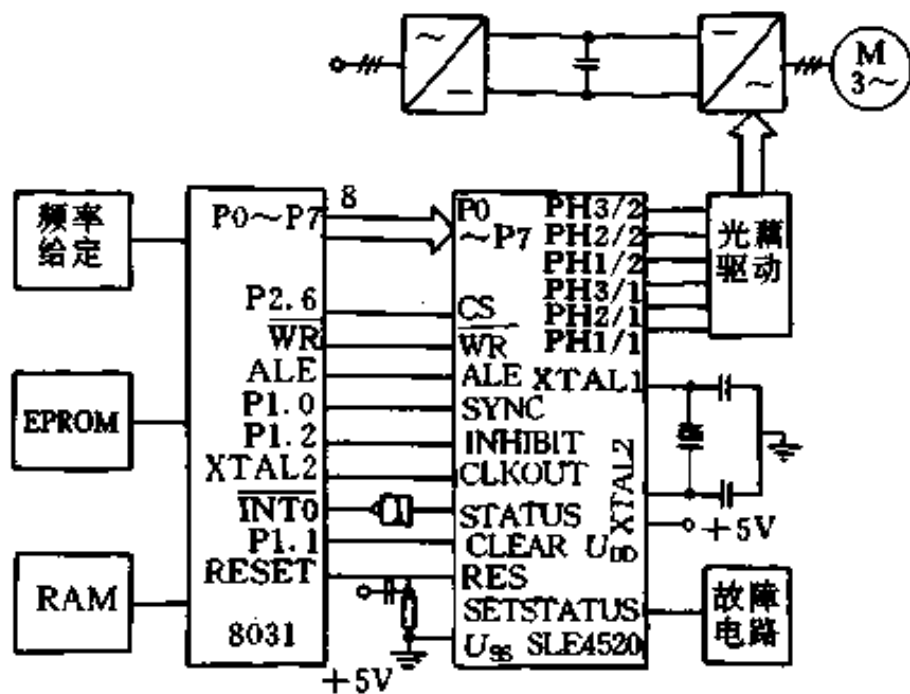 ~
−
−
~
M
3~
频率
给定
EPROM
RAM
P0~P7
8
P2.6
WR
ALE
P1.0
P1.2
XTAL2
INT0
P1.1
RESET
8031
+5V
P0
~P7
CS
WR
ALE
SYNC
INHIBIT
CLKOUT
STATUS
CLEAR
RES
SETSTATUS
USS SLE4520
PH3/2
PH2/2
PH1/2
PH3/1
PH2/1
PH1/1
XTAL1
XTAL2
UDD
1
光藕
驱动
+5V
故障
电路